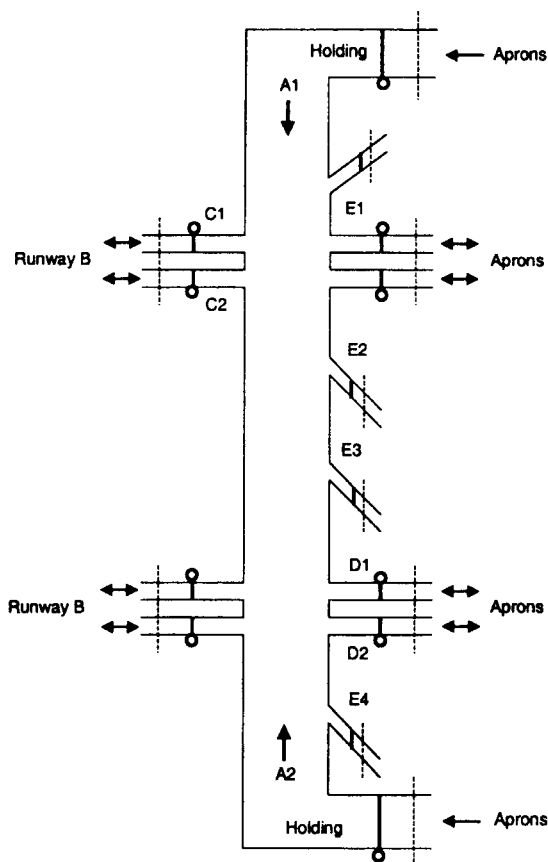 Holding
Aprons
A1
E1
C1
Runway B
Aprons
C2
E2
E3
D1
Runway B
Aprons
D2
E4
A2
Aprons
Holding